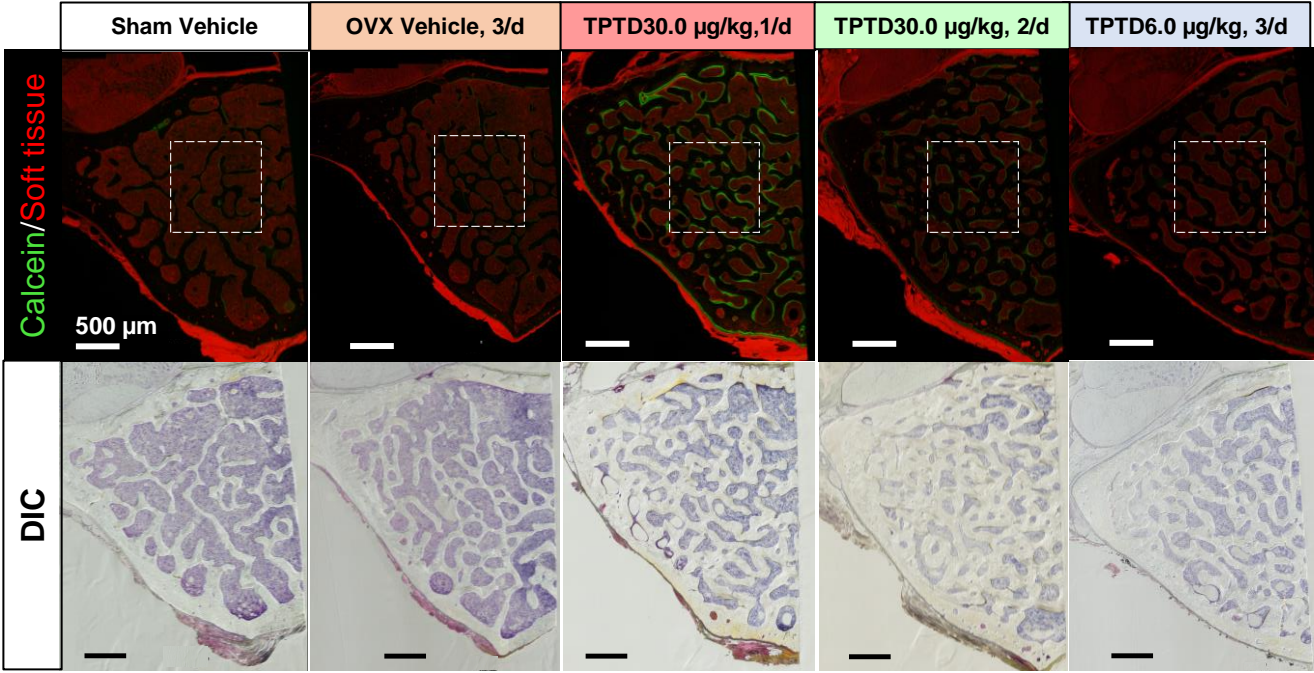 Sham Vehicle
OVX Vehicle, 3/d
TPTD30.0 µg/kg,1/d
TPTD30.0 µg/kg, 2/d
TPTD6.0 µg/kg, 3/d
Calcein/Soft tissue
500 µm
DIC